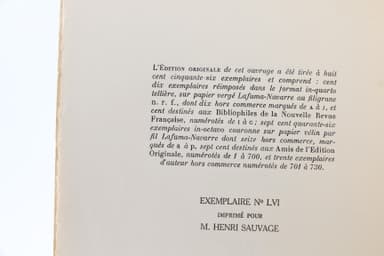 L'ÉDITION ORIGINALE de cet ouvrage a été tirée à huit
cent cinquante-six exemplaires et comprend : cent
dix exemplaires réimposés dans le format in-quarto
tellière, sur papier vergé Lafuma-Navarre au filigrane
n. r. f., dont dix hors commerce marqués de A à J, et
cent destinés aux Bibliophiles de la Nouvelle Revue
Française, numérotés de I à C ; sept cent quarante-six
exemplaires in-octavo couronne sur papier vélin pur
fil Lafuma-Navarre dont seize hors commerce, mar-
qués de a à p, sept cent destinés aux Amis de l'Edition
Originale, numérotés de 1 à 700, et trente exemplaires
d'auteur hors commerce numérotés de 701 à 730.
EXEMPLAIRE No LVI
IMPRIMÉ POUR
M. HENRI SAUVAGE